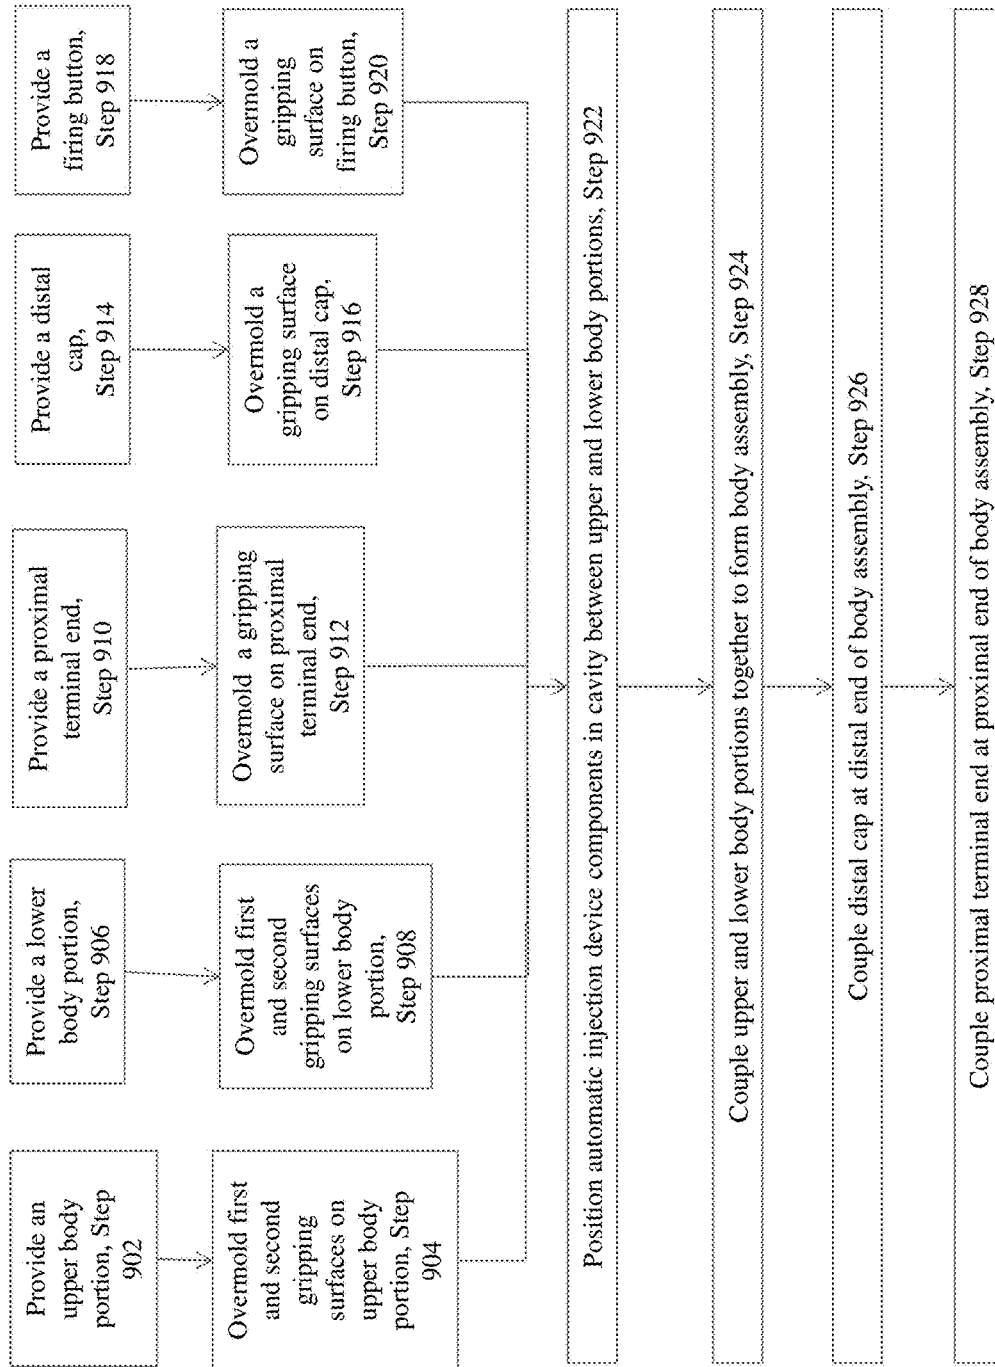 Provide an
upper body
portion, Step
902
Provide a lower
body portion,
Step 906
Provide a proximal
terminal end,
Step 910
Provide a distal
cap,
Step 914
Provide a
firing button,
Step 918
Overmold first
and second
gripping
surfaces on
upper body
portion, Step
904
Overmold first
and second
gripping surfaces
on lower body
portion,
Step 908
Overmold a gripping
surface on proximal
terminal end,
Step 912
Overmold a
gripping surface
on distal cap,
Step 916
Overmold a
gripping
surface on
firing button,
Step 920
Position automatic injection device components in cavity between upper and lower body portions, Step 922
Couple upper and lower body portions together to form body assembly, Step 924
Couple distal cap at distal end of body assembly, Step 926
Couple proximal terminal end at proximal end of body assembly, Step 928